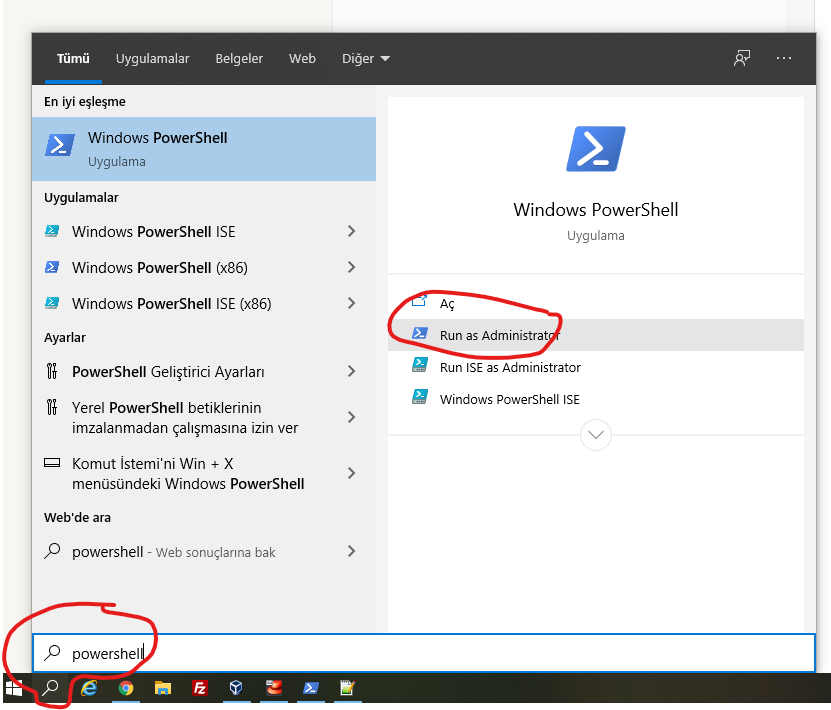 Tümü Uygulamalar Belgeler Web Diğer
En iyi eşleşme
Windows PowerShell
Uygulama
Uygulamalar
Windows PowerShell ISE
Windows PowerShell (x86)
Windows PowerShell ISE (x86)
Ayarlar
PowerShell Geliştirici Ayarları
Yerel PowerShell betiklerinin
imzalanmadan çalışmasına izin ver
Komut İstemi'ni Win + X
menüsündeki Windows PowerShell
Web'de ara
powershell - Web sonuçlarına bak
Windows PowerShell
Uygulama
Aç
Run as Administrator
Run ISE as Administrator
Windows PowerShell ISE
powershell